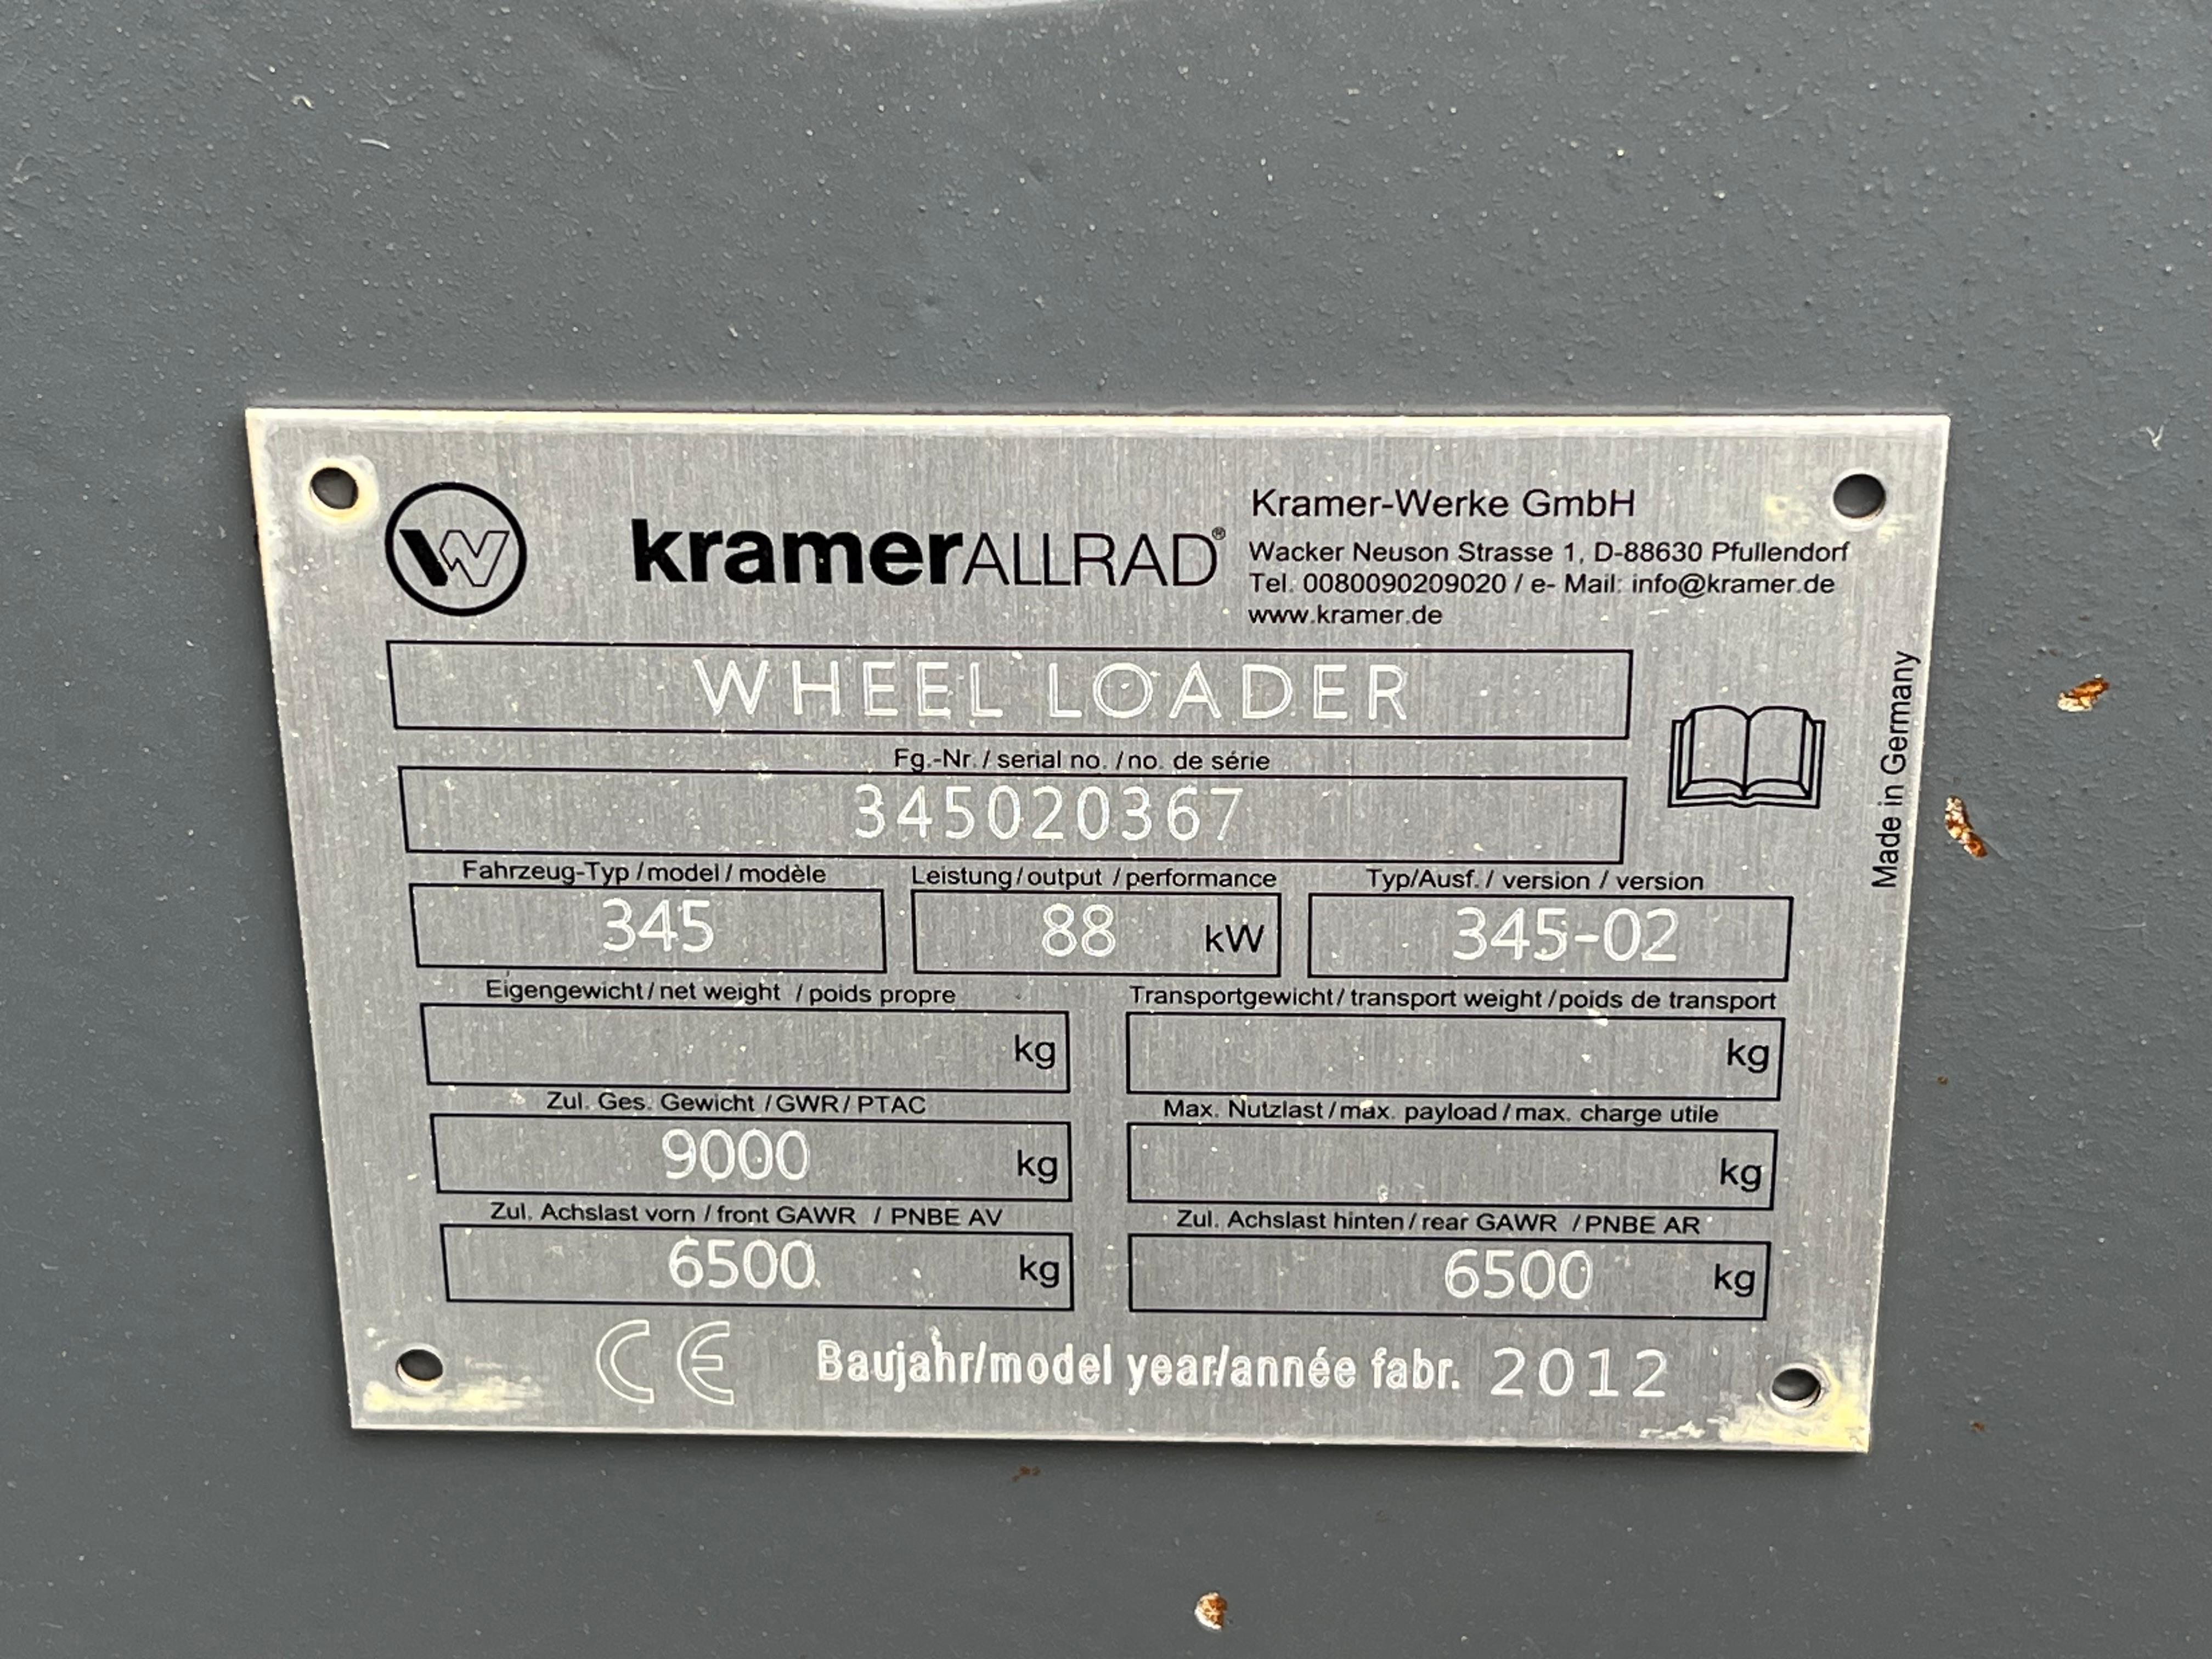 W
kramerALLRAD®
Kramer-Werke GmbH
Wacker Neuson Strasse 1, D-88630 Pfullendorf
Tel. 0080090209020 / e- Mail: info@kramer.de
www.kramer.de
WHEEL LOADER
Fg.-Nr. / serial no. / no. de série
345020367
Made in Germany
Fahrzeug-Typ / model / modèle
345
Leistung / output / performance
88 kW
Typ/Ausf. / version / version
345-02
Eigengewicht / net weight / poids propre
kg
Transportgewicht / transport weight / poids de transport
kg
Zul. Ges. Gewicht / GWR / PTAC
9000 kg
Max. Nutzlast / max. payload / max. charge utile
kg
Zul. Achslast vorn / front GAWR / PNBE AV
6500 kg
Zul. Achslast hinten / rear GAWR / PNBE AR
6500 kg
CE Baujahr/model year/année fabr. 2012